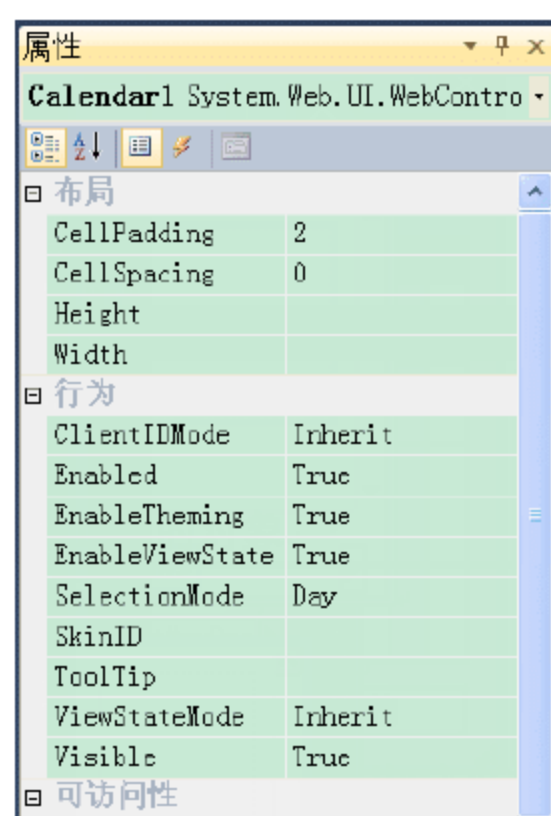 属性
Calendar1 System.Web.UI.WebContro
布局
CellPadding 2
CellSpacing 0
Height
Width
行为
ClientIDMode Inherit
Enabled True
EnableTheming True
EnableViewState True
SelectionMode Day
SkinID
ToolTip
ViewStateMode Inherit
Visible True
可访问性